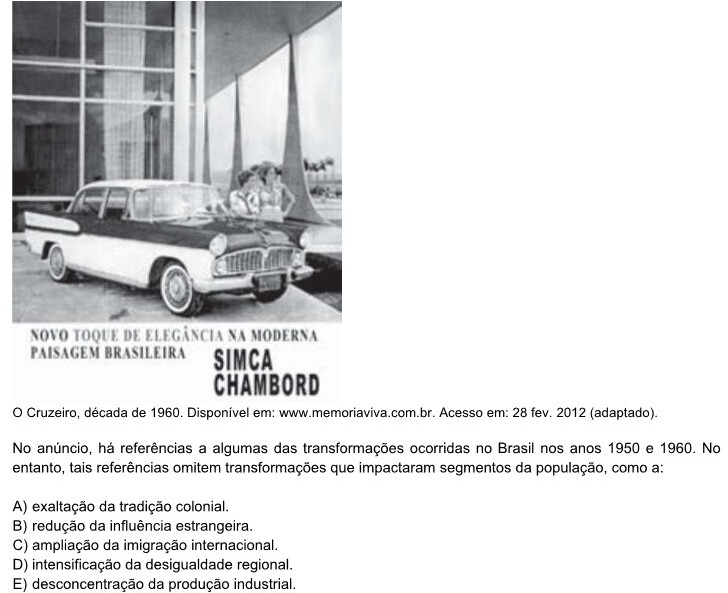 NOVO TOQUE DE ELEGÂNCIA NA MODERNA
PAISAGEM BRASILEIRA
SIMCA
CHAMBORD
O Cruzeiro, década de 1960. Disponível em: www.memoriaviva.com.br. Acesso em: 28 fev. 2012 (adaptado).
No anúncio, há referências a algumas das transformações ocorridas no Brasil nos anos 1950 e 1960. No
entanto, tais referências omitem transformações que impactaram segmentos da população, como a:
A) exaltação da tradição colonial.
B) redução da influência estrangeira.
C) ampliação da imigração internacional.
D) intensificação da desigualdade regional.
E) desconcentração da produção industrial.